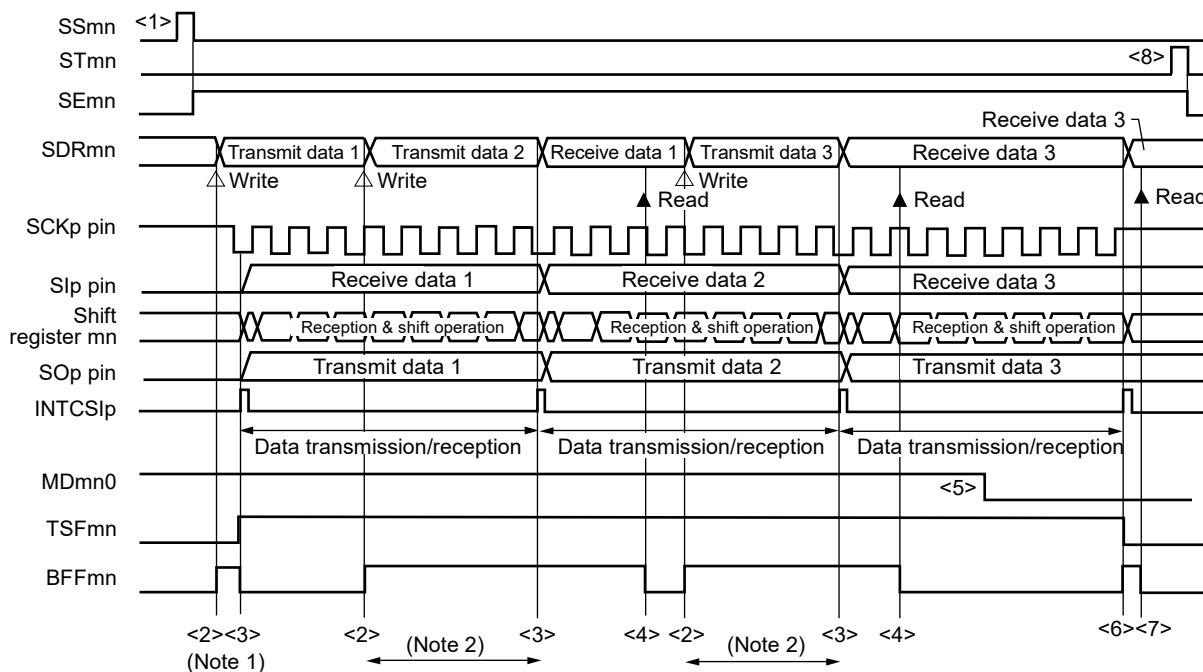 SSmn <1>
STmn <8>
SEmn
Receive data 3
SDRmn Transmit data 1 Transmit data 2 Receive data 1 Transmit data 3 Receive data 3
Write Write Write
Read Read Read
SCKp pin
SIp pin Receive data 1 Receive data 2 Receive data 3
Shift
register mn Reception & shift operation Reception & shift operation Reception & shift operation
SOp pin Transmit data 1 Transmit data 2 Transmit data 3
INTCSIp
Data transmission/reception Data transmission/reception Data transmission/reception
MDmn0 <5>
TSFmn
BFFmn
<2> <3> <2> <3> <4> <2> <3> <4> <6> <7>
(Note 1) (Note 2) (Note 2)